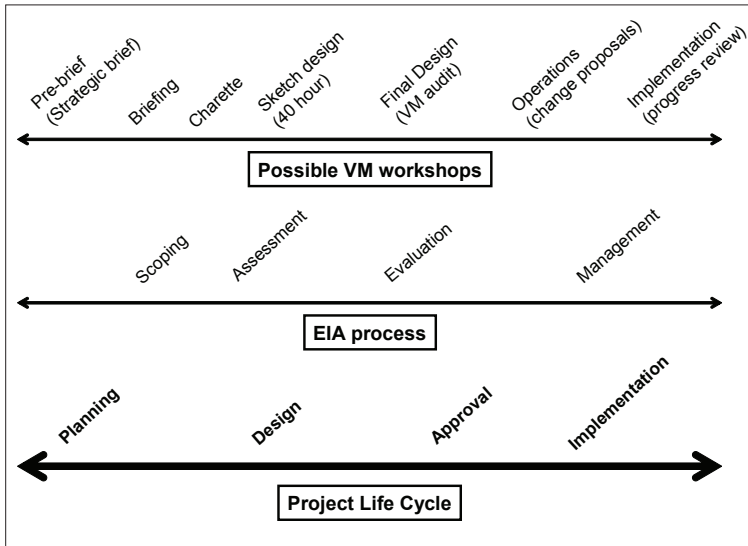 Pre-brief
(Strategic brief)
Briefing
Charette
Sketch design
(40 hour)
Final Design
(VM audit)
Operations
(change proposals)
Implementation
(progress review)
Possible VM workshops
Scoping
Assessment
Evaluation
Management
EIA process
Planning
Design
Approval
Implementation
Project Life Cycle